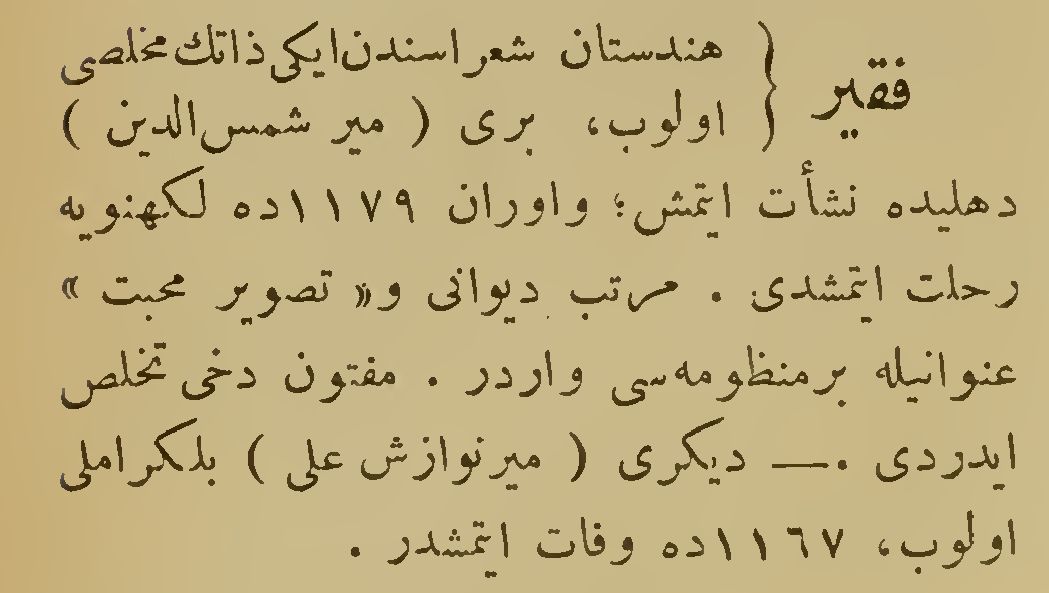 فقیر { هندستان شعراسندن ایکی ذاتك مخلصی
اولوب، بری ( میر شمس‌الدین )
دهلیده نشأت ایتمش؛ واوران ۱۱۷۹ ده لکهنویه
رحلت ایتمشدی . مرتب دیوانی و« تصویر محبت »
عنوانیله برمنظومه‌سی واردر . مفتون دخی تخلص
ایدردی .— دیکری ( میرنوازش علی ) بلکراملی
اولوب، ۱۱٦٧ ده وفات ایتمشدر .